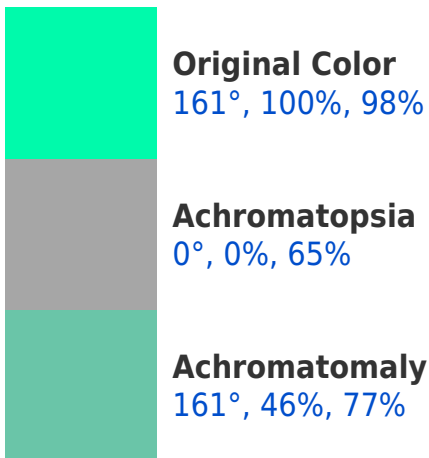 Original Color
161°, 100%, 98%
Achromatopsia
0°, 0%, 65%
Achromatomaly
161°, 46%, 77%